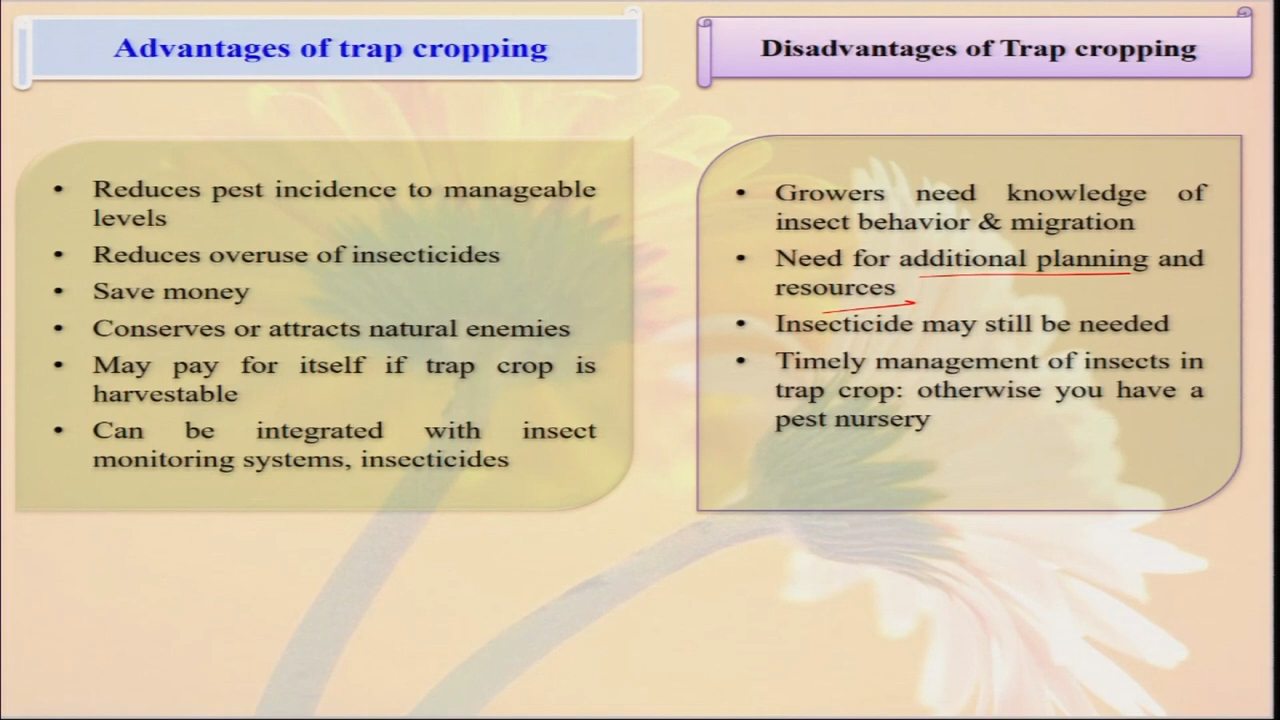 Advantages of trap cropping
• Reduces pest incidence to manageable
levels
• Reduces overuse of insecticides
• Save money
• Conserves or attracts natural enemies
• May pay for itself if trap crop is
harvestable
• Can be integrated with insect
monitoring systems, insecticides
Disadvantages of Trap cropping
• Growers need knowledge of
insect behavior & migration
• Need for additional planning and
resources
• Insecticide may still be needed
• Timely management of insects in
trap crop: otherwise you have a
pest nursery